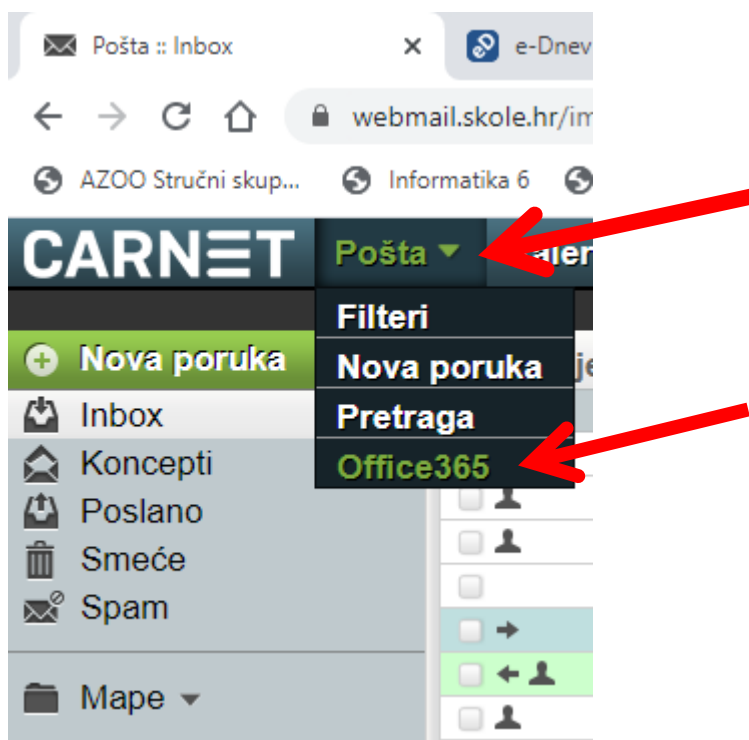 Pošta :: Inbox
e-Dnev
webmail.skole.hr/im
AZOO Stručni skup...
Informatika 6
CARNET
Pošta
Filteri
Nova poruka
Pretraga
Office365
Nova poruka
Inbox
Koncepti
Poslano
Smeće
Spam
Mape